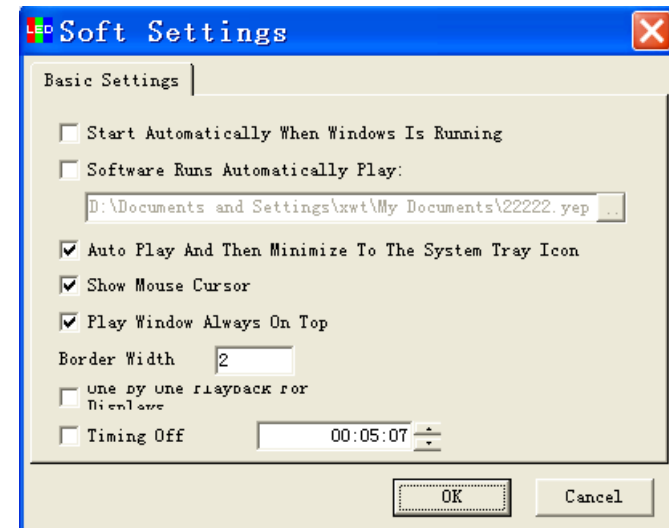 LED Soft Settings
Basic Settings
Start Automatically When Windows Is Running
Software Runs Automatically Play:
D:\Documents and Settings\xwt\My Documents\22222.yep ..
Auto Play And Then Minimize To The System Tray Icon
Show Mouse Cursor
Play Window Always On Top
Border Width 2
One By One Playback For
Displays
Timing Off 00:05:07
OK Cancel